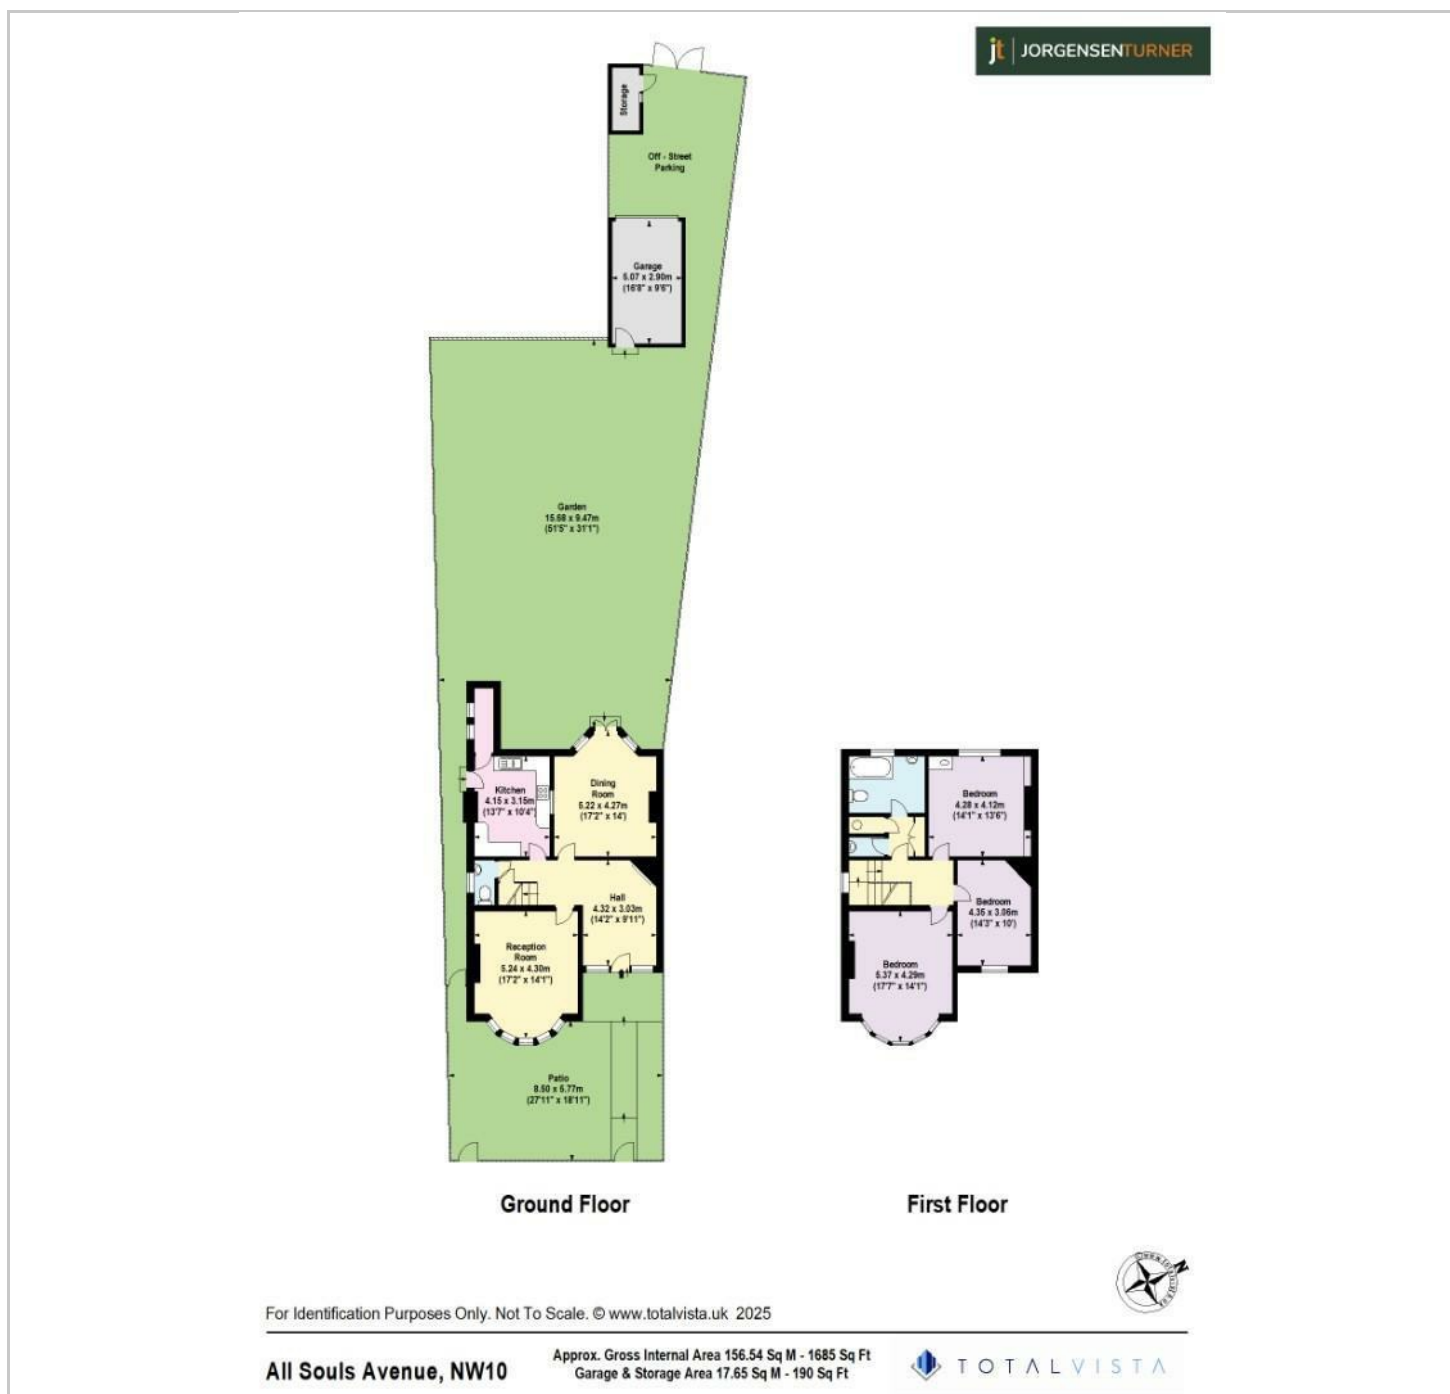 jt JORGENSENTURNER
Storage
Off - Street
Parking
Garage
5.07 x 2.90m
(16'8" x 9'6")
Garden
15.68 x 9.47m
(51'5" x 31'1")
Kitchen
4.15 x 3.15m
(13'7" x 10'4")
Dining
Room
5.22 x 4.27m
(17'2" x 14')
Hall
4.32 x 3.03m
(14'2" x 9'11")
Reception
Room
5.24 x 4.30m
(17'2" x 14'1")
Patio
8.50 x 5.77m
(27'11" x 18'11")
Bedroom
4.28 x 4.12m
(14'1" x 13'6")
Bedroom
4.35 x 3.06m
(14'3" x 10')
Bedroom
5.37 x 4.29m
(17'7" x 14'1")
Ground Floor
First Floor
N
For Identification Purposes Only. Not To Scale. © www.totalvista.uk 2025
All Souls Avenue, NW10
Approx. Gross Internal Area 156.54 Sq M - 1685 Sq Ft
Garage & Storage Area 17.65 Sq M - 190 Sq Ft
TOTALVISTA